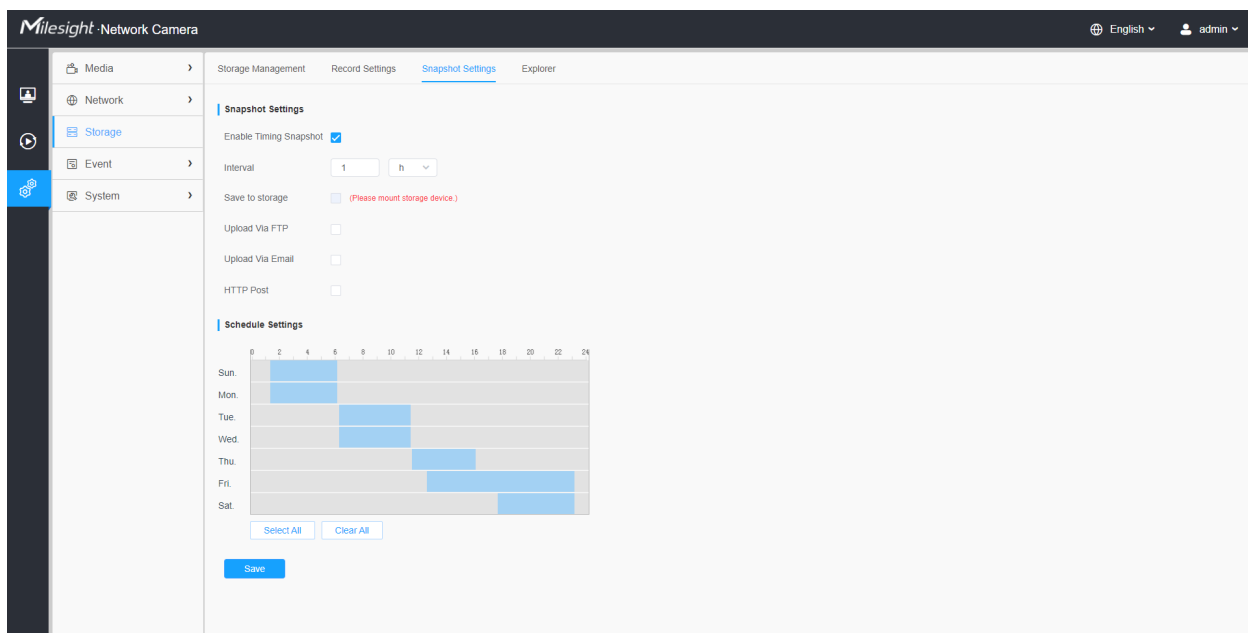 Milesight ·Network Camera
English
admin
Media
Network
Storage
Event
System
Storage Management Record Settings Snapshot Settings Explorer
Snapshot Settings
Enable Timing Snapshot
Interval 1 h
Save to storage (Please mount storage device.)
Upload Via FTP
Upload Via Email
HTTP Post
Schedule Settings
0 2 4 6 8 10 12 14 16 18 20 22 24
Sun.
Mon.
Tue.
Wed.
Thu.
Fri.
Sat.
Select All Clear All
Save